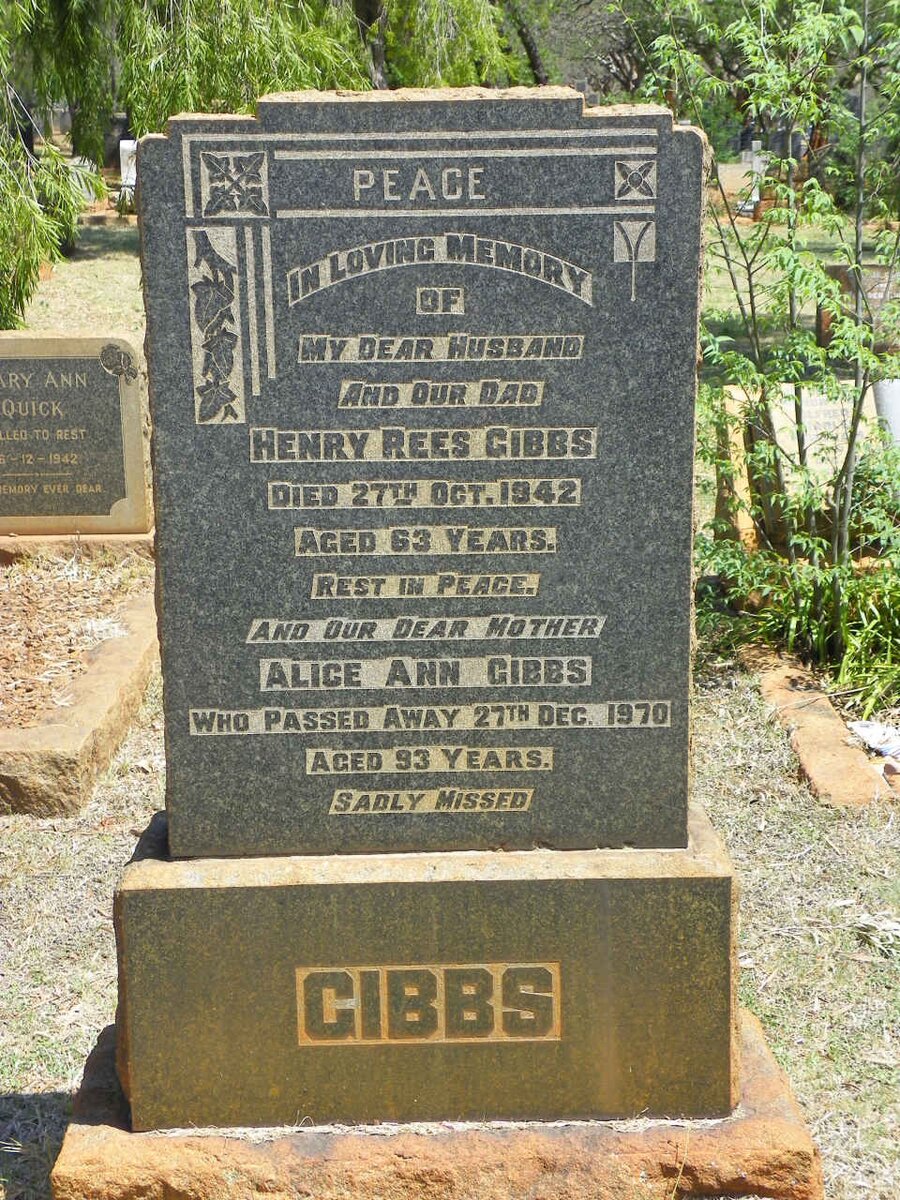 PEACE
IN LOVING MEMORY
OF
MY DEAR HUSBAND
AND OUR DAD
HENRY REES GIBBS
DIED 27TH OCT. 1942
AGED 63 YEARS.
REST IN PEACE.
AND OUR DEAR MOTHER
ALICE ANN GIBBS
WHO PASSED AWAY 27TH DEC. 1970
AGED 93 YEARS.
SADLY MISSED
GIBBS
ARY ANN
QUICK
LLED TO REST
6-12-1942
MEMORY EVER DEAR